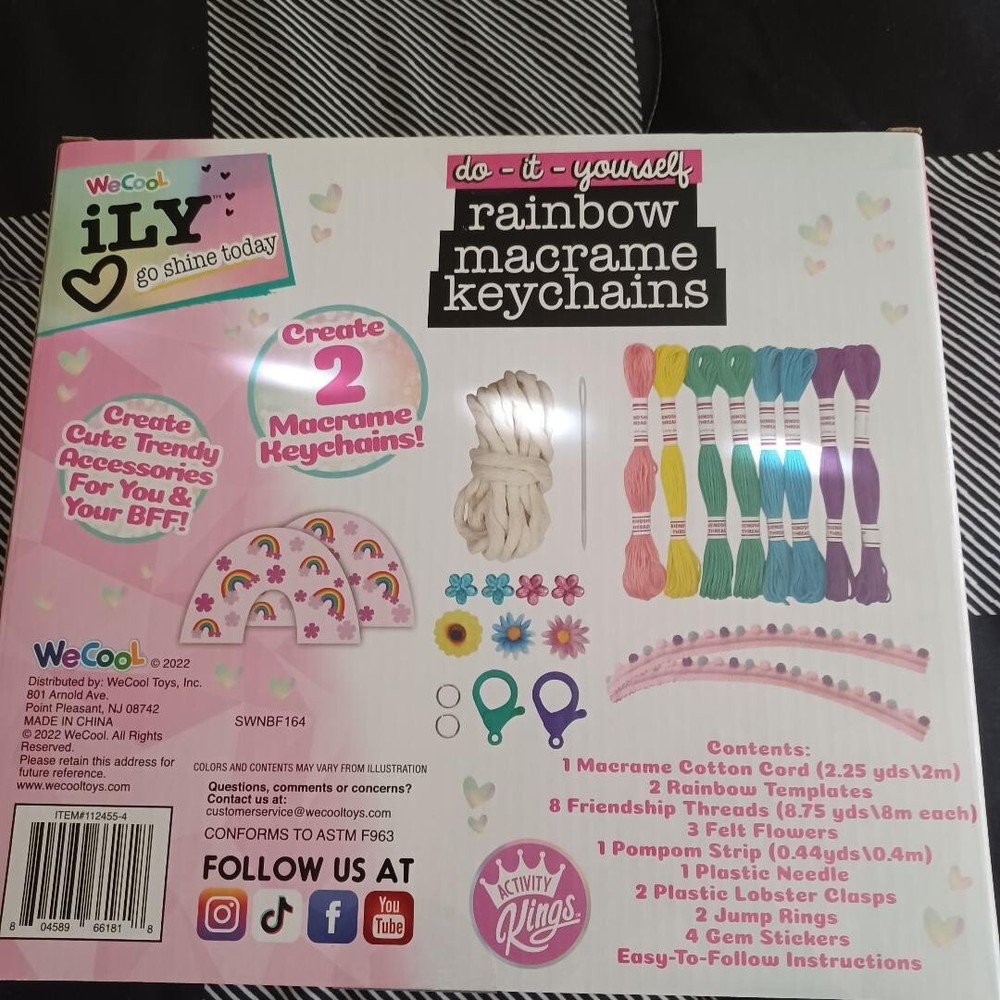 WeCool
iLY™
go shine today
do - it - yourself
rainbow
macrame
keychains
Create
2
Macrame
Keychains!
Create
Cute Trendy
Accessories
For You &
Your BFF!
WeCool © 2022
Distributed by: WeCool Toys, Inc.
801 Arnold Ave.
Point Pleasant, NJ 08742
MADE IN CHINA
© 2022 WeCool. All Rights
Reserved.
Please retain this address for
future reference.
www.wecooltoys.com
SWNBF164
COLORS AND CONTENTS MAY VARY FROM ILLUSTRATION
Questions, comments or concerns?
Contact us at:
customerservice@wecooltoys.com
CONFORMS TO ASTM F963
FOLLOW US AT
You
Tube
ITEM#112455-4
8 04589 66181 8
ACTIVITY
Kings
Contents:
1 Macrame Cotton Cord (2.25 yds\2m)
2 Rainbow Templates
8 Friendship Threads (8.75 yds\8m each)
3 Felt Flowers
1 Pompom Strip (0.44yds\0.4m)
1 Plastic Needle
2 Plastic Lobster Clasps
2 Jump Rings
4 Gem Stickers
Easy-To-Follow Instructions